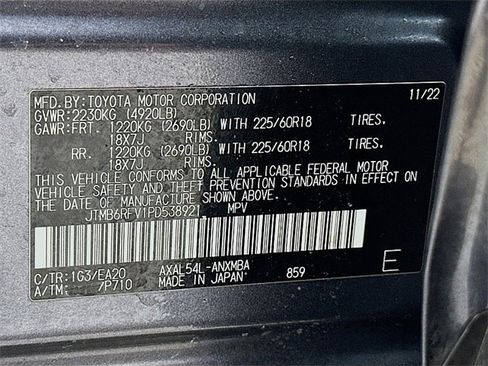 MFD.BY:TOYOTA MOTOR CORPORATION 11/22
GVWR:2230KG (4920LB)
GAWR:FRT. 1220KG (2690LB) WITH 225/60R18 TIRES.
18X7J RIMS.
RR. 1220KG (2690LB) WITH 225/60R18 TIRES.
18X7J RIMS.
THIS VEHICLE CONFORMS TO ALL APPLICABLE FEDERAL MOTOR
VEHICLE SAFETY AND THEFT PREVENTION STANDARDS IN EFFECT ON
THE DATE OF MANUFACTURE SHOWN ABOVE.
JTMB6RFV1PD538921 MPV
C/TR:1G3/EA20 AXAL54L-ANXMBA
A/TM: /P710 MADE IN JAPAN 859 E